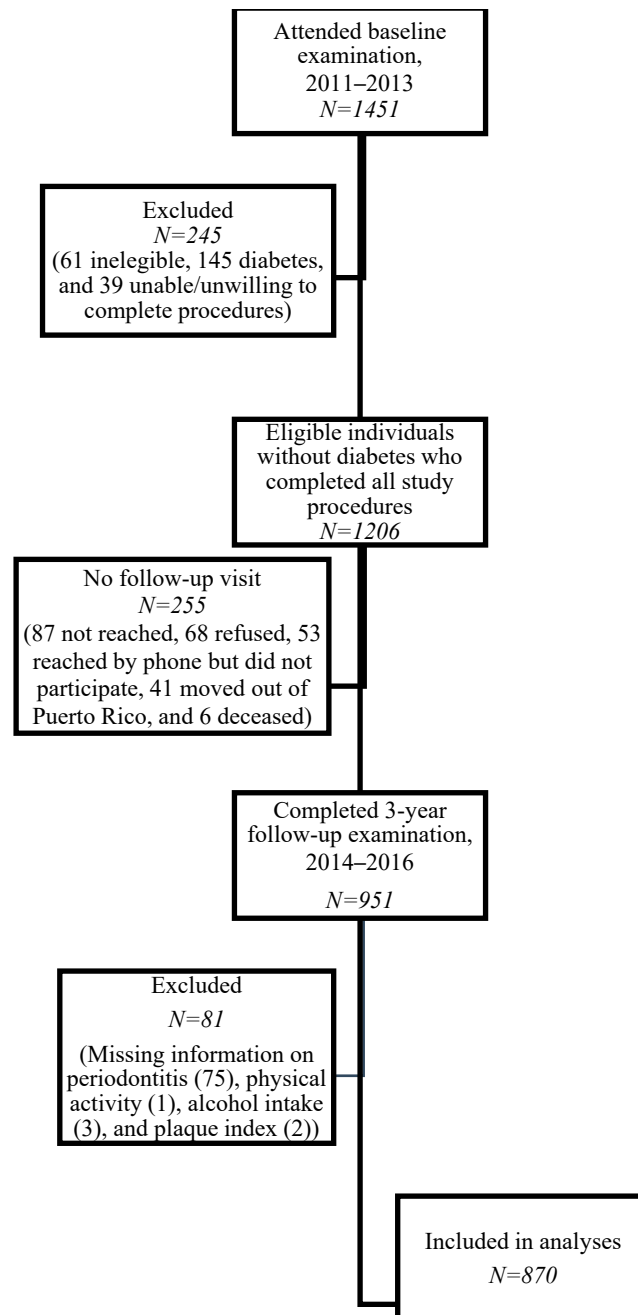 Attended baseline
examination,
2011–2013
N=1451
Excluded
N=245
(61 inelegible, 145 diabetes,
and 39 unable/unwilling to
complete procedures)
Eligible individuals
without diabetes who
completed all study
procedures
N=1206
No follow-up visit
N=255
(87 not reached, 68 refused, 53
reached by phone but did not
participate, 41 moved out of
Puerto Rico, and 6 deceased)
Completed 3-year
follow-up examination,
2014–2016
N=951
Excluded
N=81
(Missing information on
periodontitis (75), physical
activity (1), alcohol intake
(3), and plaque index (2))
Included in analyses
N=870